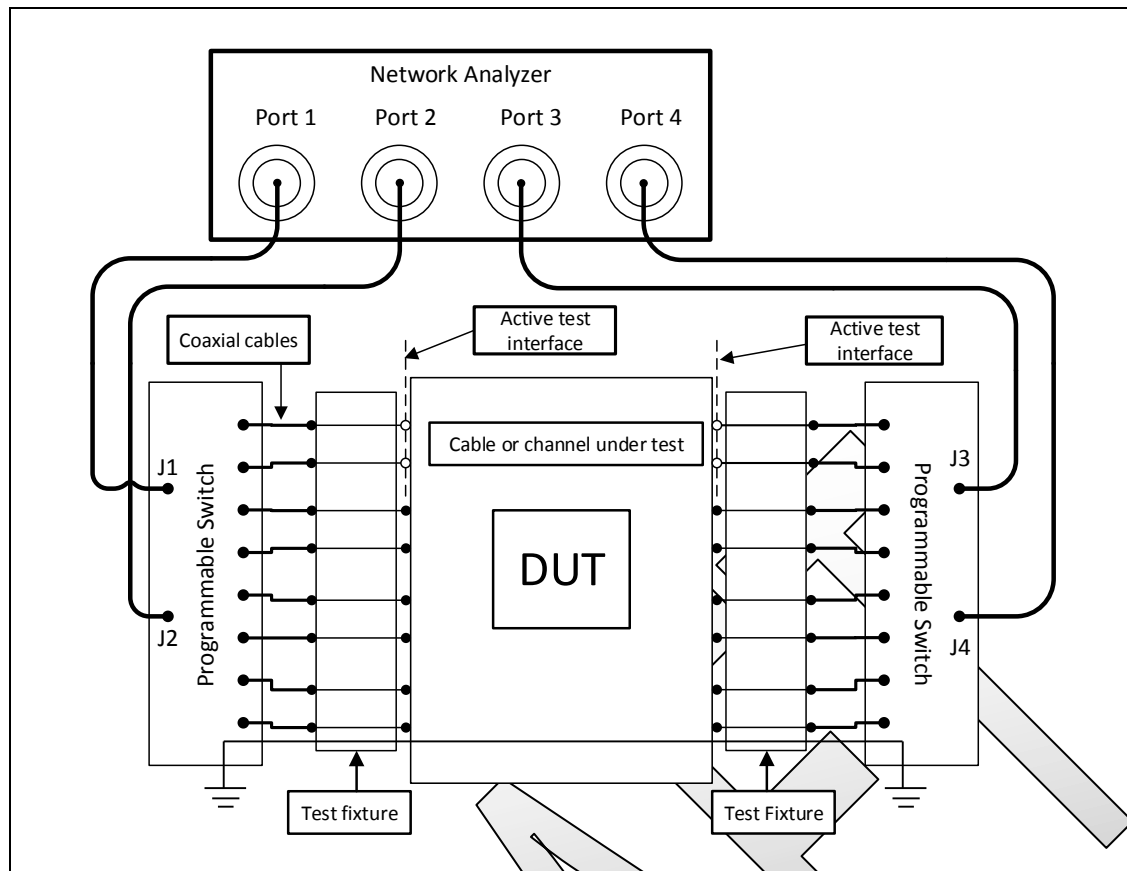 Network Analyzer
Port 1
Port 2
Port 3
Port 4
Coaxial cables
Active test
interface
Active test
interface
Cable or channel under test
J1
Programmable Switch
J2
DUT
J3
Programmable Switch
J4
Test fixture
Test Fixture